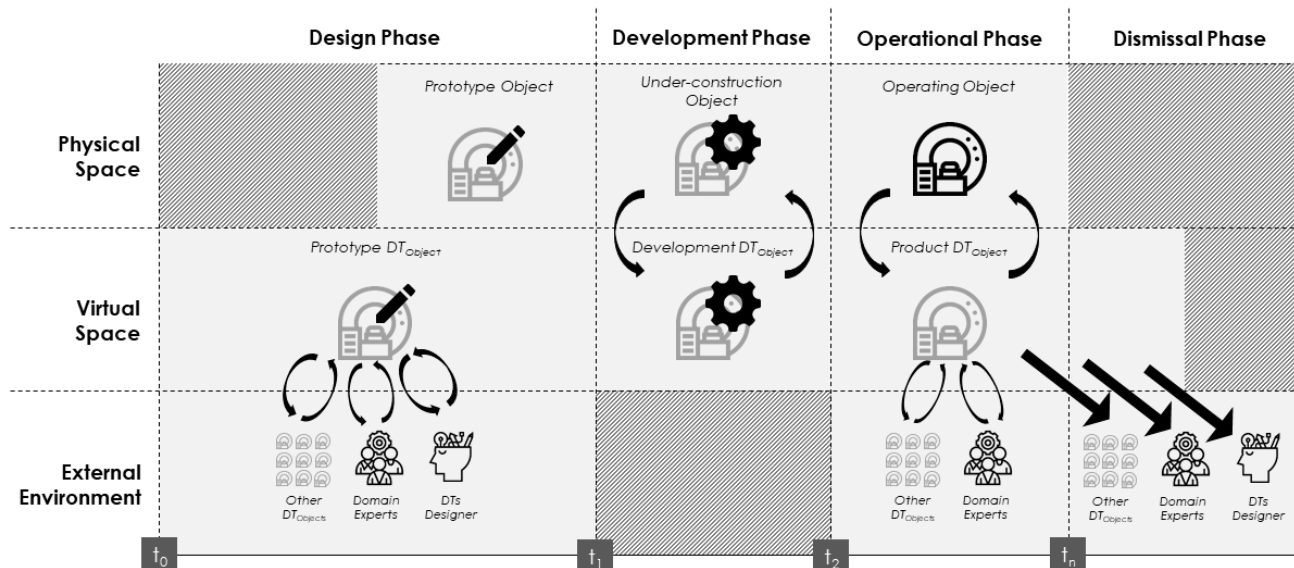 Design Phase
Development Phase
Operational Phase
Dismissal Phase
Physical
Space
Prototype Object
Under-construction
Object
Operating Object
Virtual
Space
Prototype DTObject
Development DTObject
Product DTObject
External
Environment
Other
DTObjects
Domain
Experts
DTs
Designer
Other
DTObjects
Domain
Experts
Other
DTObjects
Domain
Experts
DTs
Designer
t0
t1
t2
tn